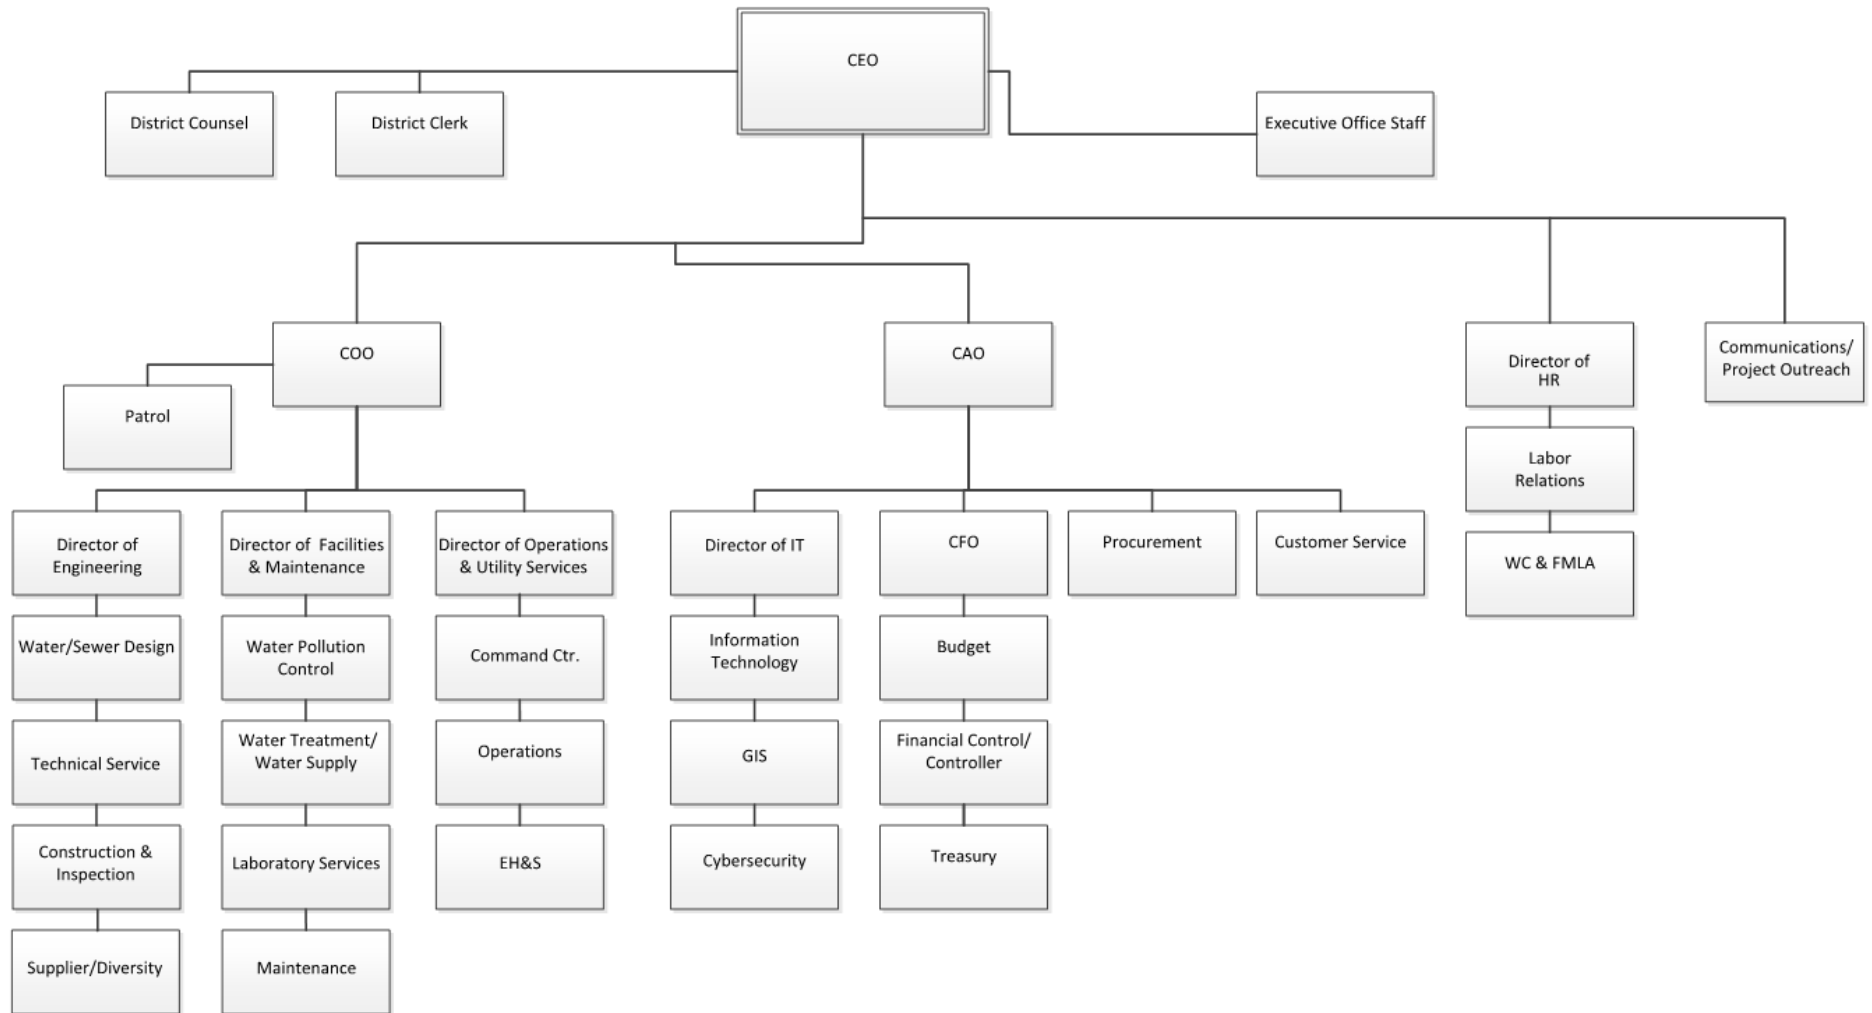 CEO
District Counsel
District Clerk
Executive Office Staff
COO
CAO
Director of
HR
Communications/
Project Outreach
Patrol
Labor
Relations
Director of
Engineering
Director of Facilities
& Maintenance
Director of Operations
& Utility Services
Director of IT
CFO
Procurement
Customer Service
WC & FMLA
Water/Sewer Design
Water Pollution
Control
Command Ctr.
Information
Technology
Budget
Technical Service
Water Treatment/
Water Supply
Operations
GIS
Financial Control/
Controller
Construction &
Inspection
Laboratory Services
EH&S
Cybersecurity
Treasury
Supplier/Diversity
Maintenance